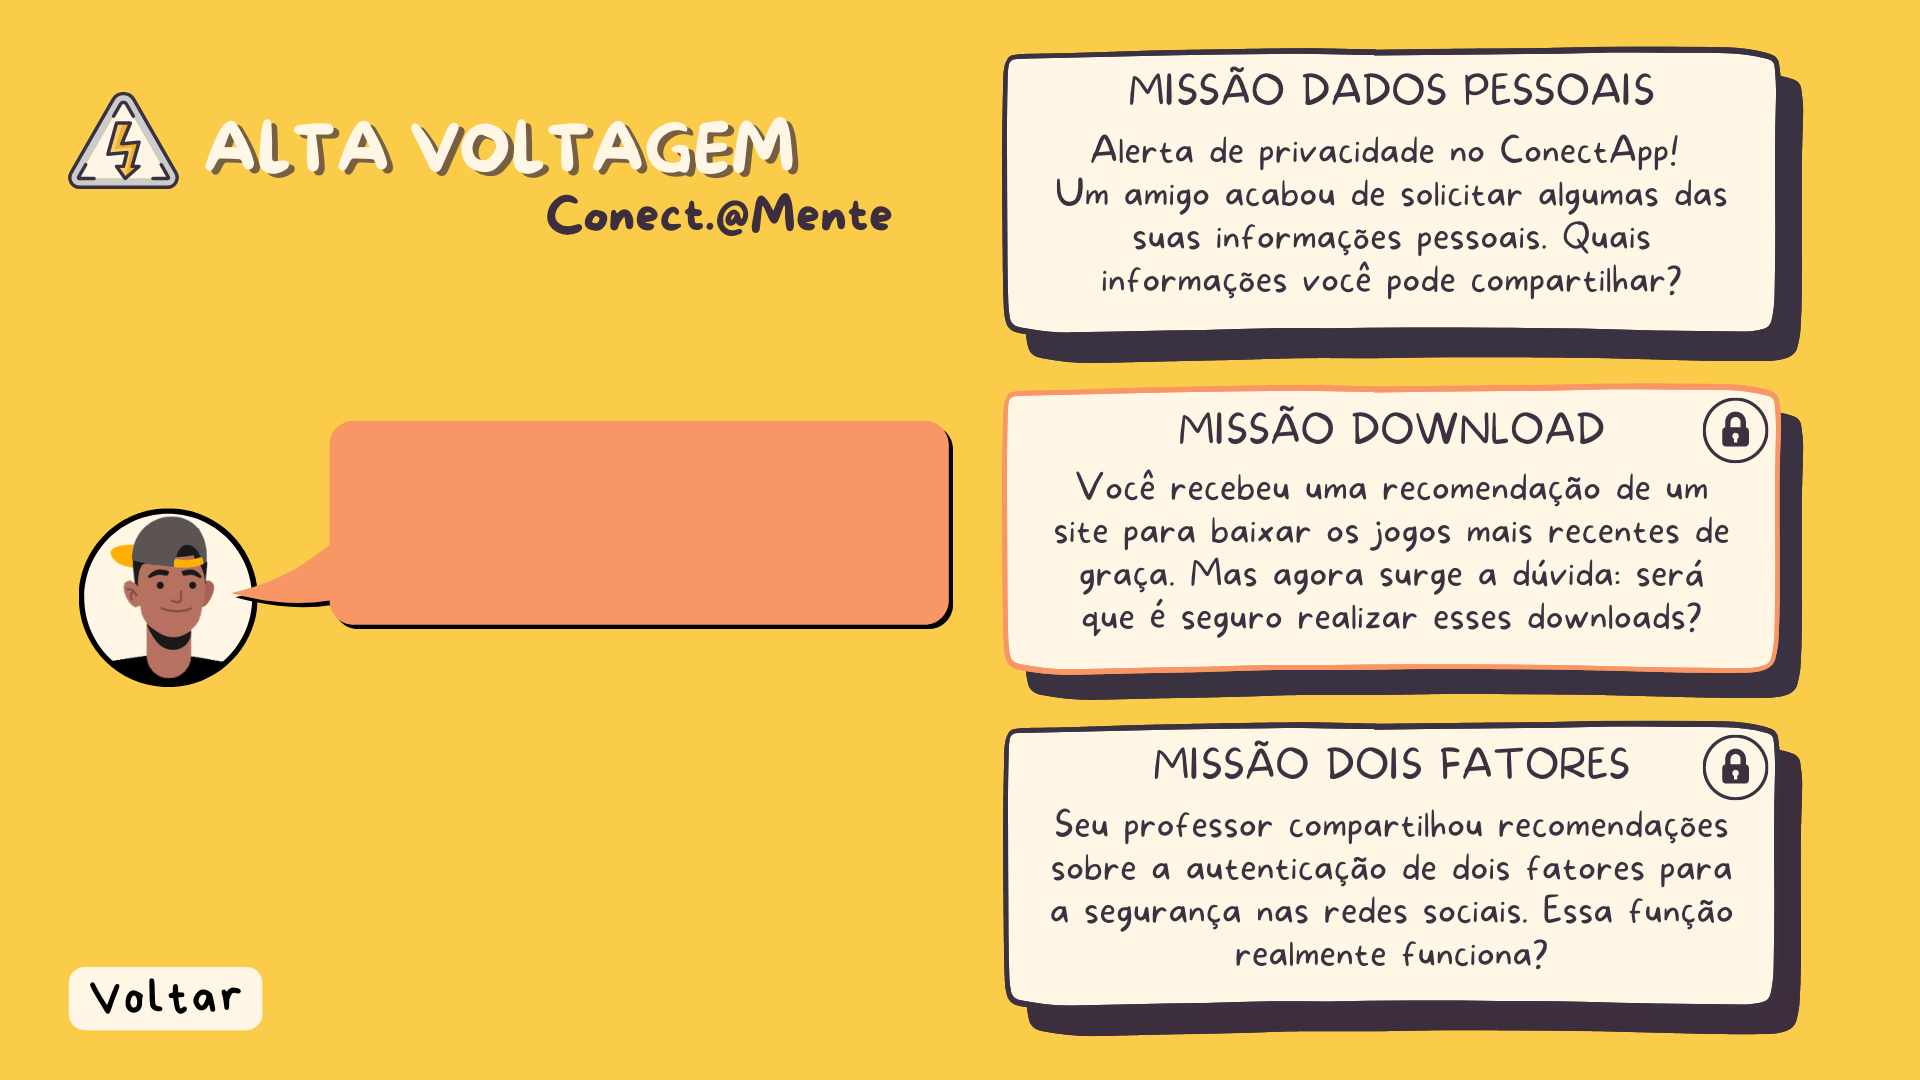 ALTA VOLTAGEM
Conect.@Mente
MISSÃO DADOS PESSOAIS
Alerta de privacidade no ConectApp!
Um amigo acabou de solicitar algumas das
suas informações pessoais. Quais
informações você pode compartilhar?
MISSÃO DOWNLOAD
Você recebeu uma recomendação de um
site para baixar os jogos mais recentes de
graça. Mas agora surge a dúvida: será
que é seguro realizar esses downloads?
MISSÃO DOIS FATORES
Seu professor compartilhou recomendações
sobre a autenticação de dois fatores para
a segurança nas redes sociais. Essa função
realmente funciona?
Voltar